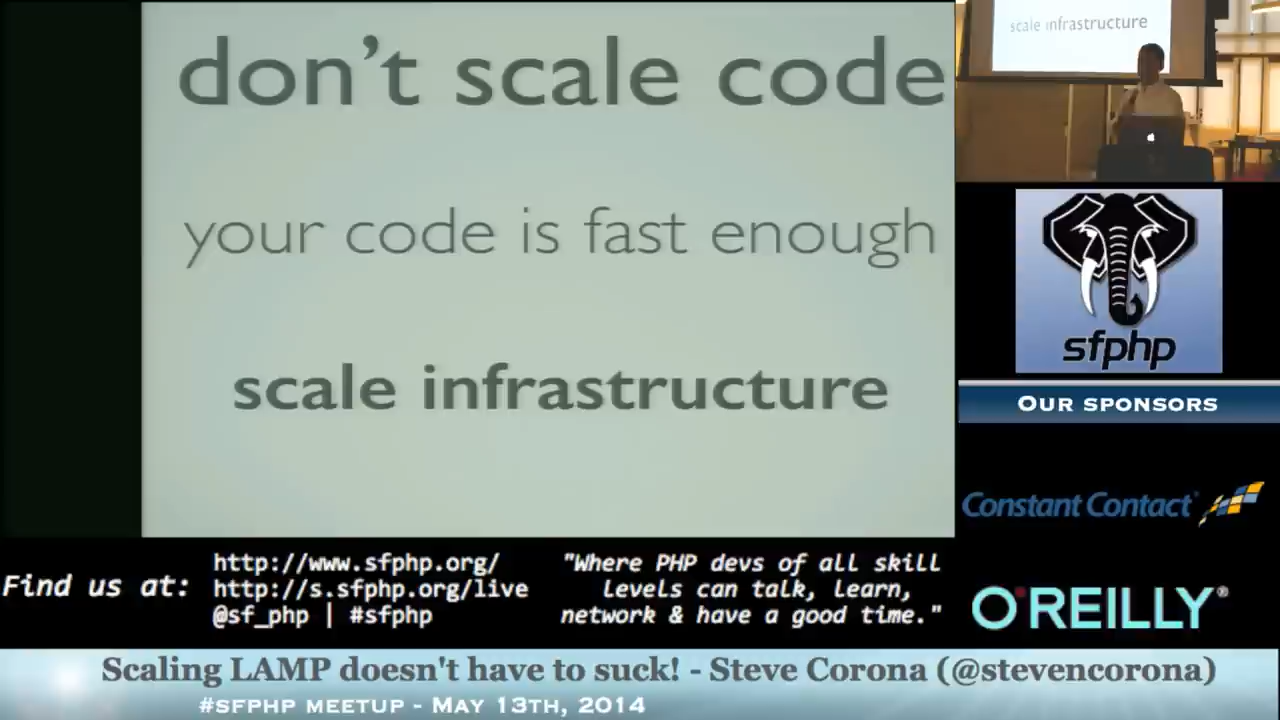 don't scale code
your code is fast enough
scale infrastructure
scale infrastructure
sfphp
OUR SPONSORS
Constant Contact®
O'REILLY®
Find us at:
http://www.sfphp.org/
http://s.sfphp.org/live
@sf_php | #sfphp
"Where PHP devs of all skill
Levels can talk, learn,
network & have a good time."
Scaling LAMP doesn't have to suck! - Steve Corona (@stevencorona)
#SFPHP MEETUP - MAY 13TH, 2014